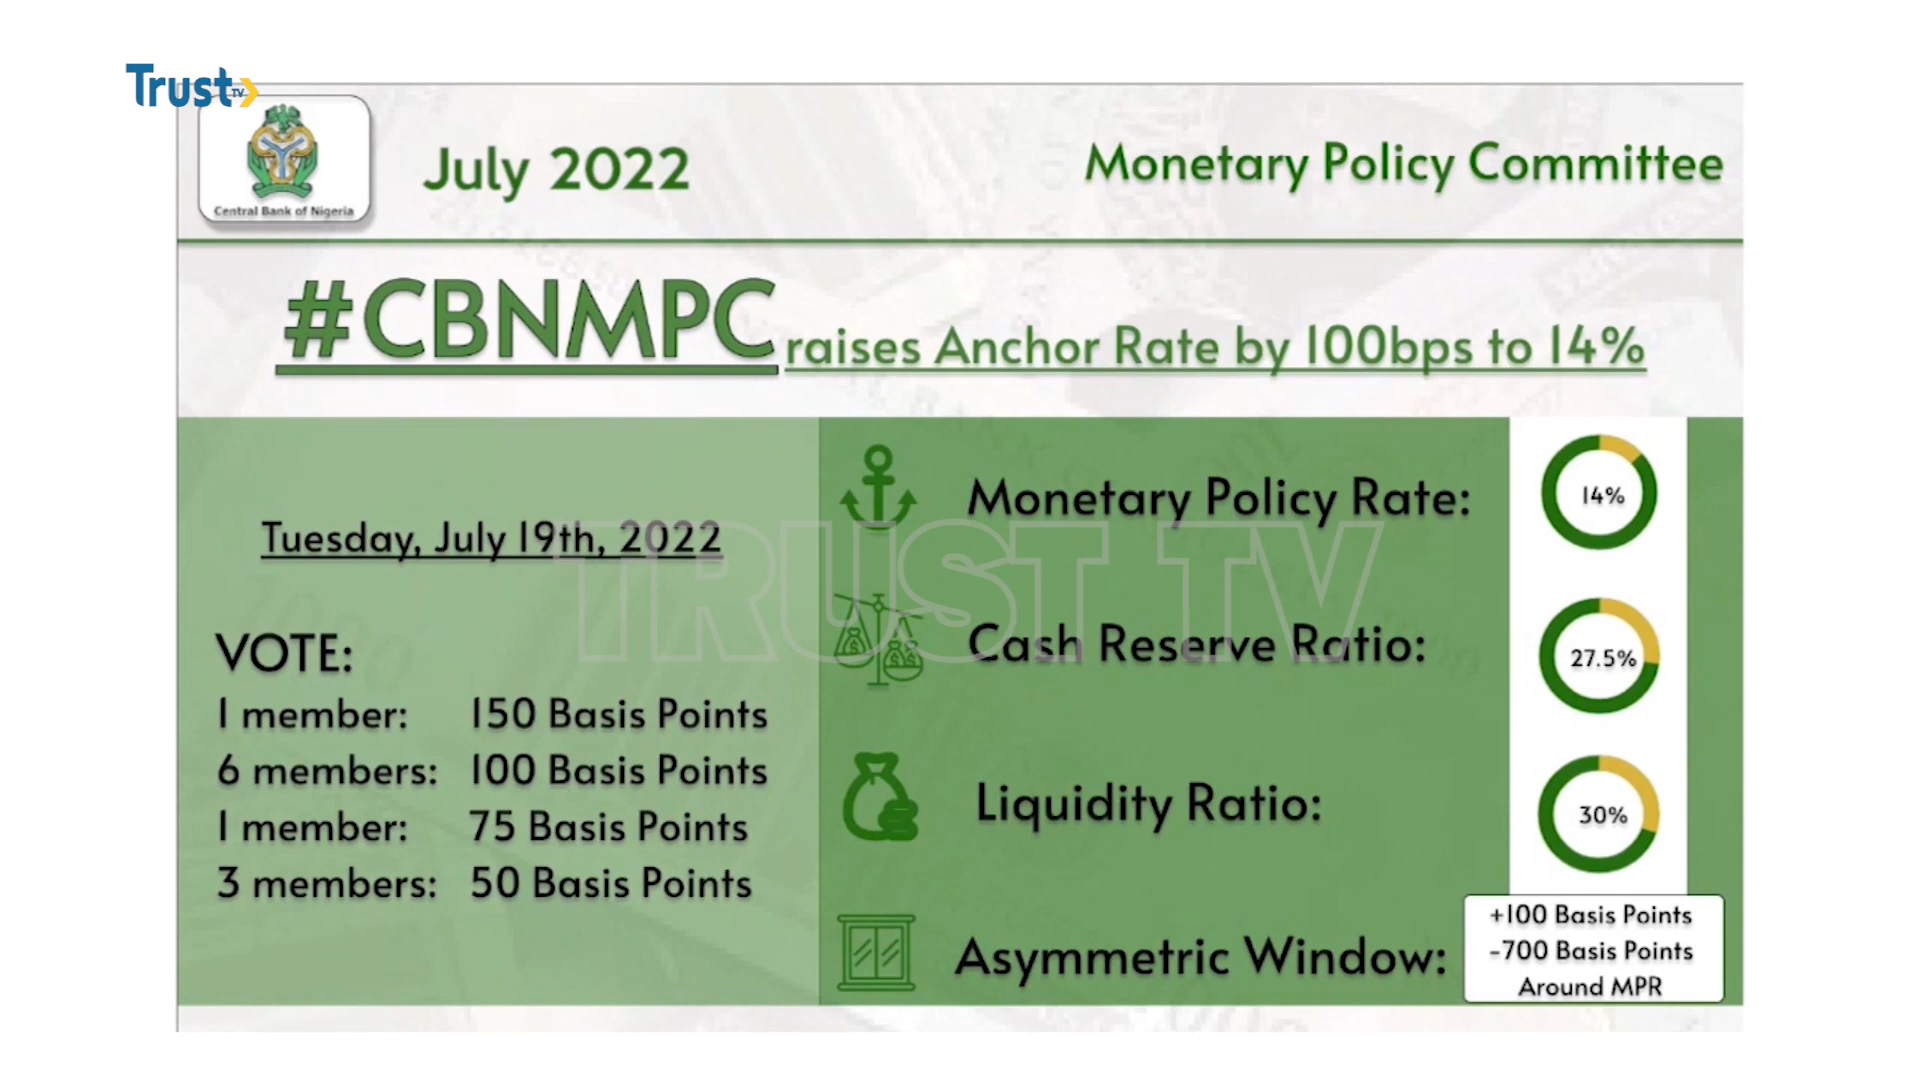 Trust TV
Central Bank of Nigeria
July 2022
Monetary Policy Committee
#CBNMPC raises Anchor Rate by 100bps to 14%
Tuesday, July 19th, 2022
VOTE:
1 member: 150 Basis Points
6 members: 100 Basis Points
1 member: 75 Basis Points
3 members: 50 Basis Points
Monetary Policy Rate: 14%
Cash Reserve Ratio: 27.5%
Liquidity Ratio: 30%
Asymmetric Window:
+100 Basis Points
-700 Basis Points
Around MPR
TRUST TV